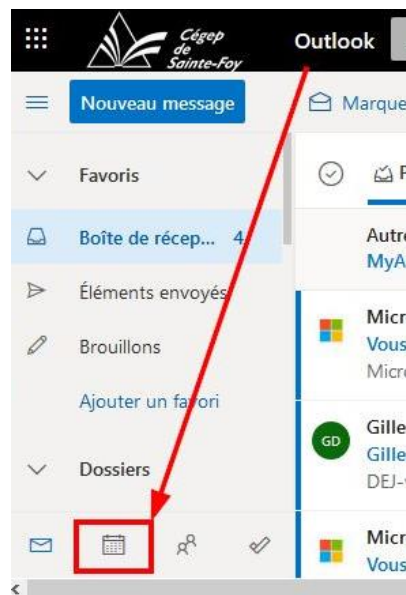 Cégep
de
Sainte-Foy
Outlook
Nouveau message
Marque
Favoris
Boîte de récep... 4
Autre
MyA
Éléments envoyés
Micr
Vous
Brouillons
Micro
Ajouter un favori
GD
Gille
Gille
DEJ-
Dossiers
Micr
Vous